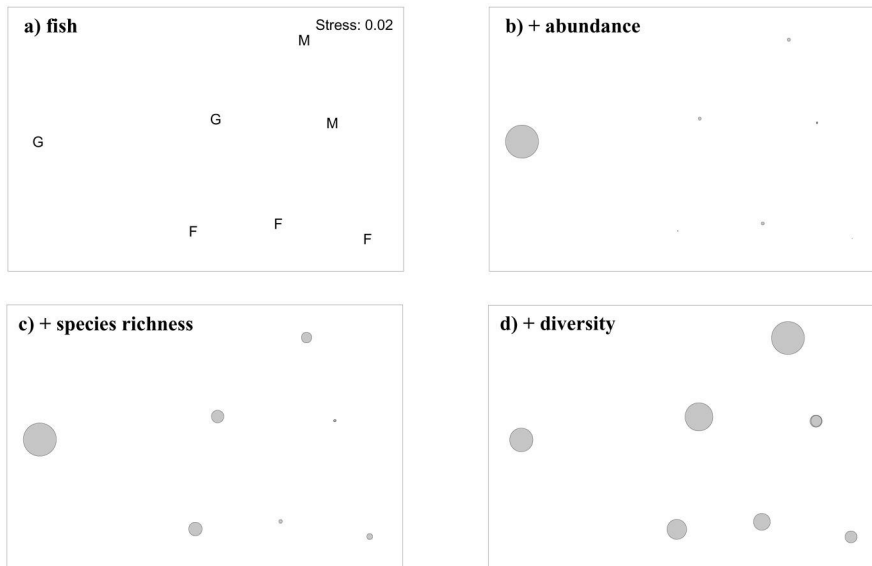 a) fish
Stress: 0.02
M
G
M
G
F
F
F
b) + abundance
c) + species richness
d) + diversity